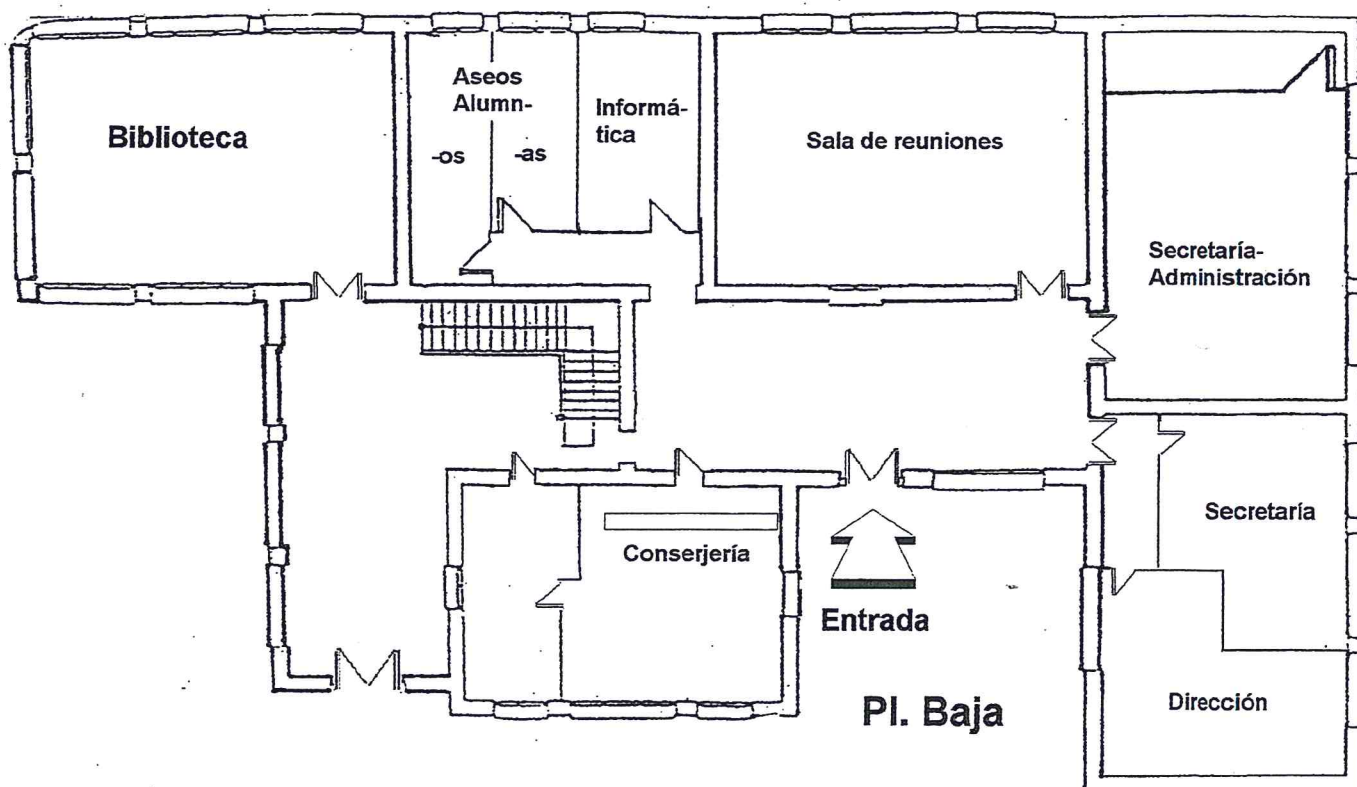 Aseos
Alumn-
-os
-as
Biblioteca
Informá-
tica
Sala de reuniones
Secretaría-
Administración
Secretaría
Conserjería
Entrada
Pl. Baja
Dirección